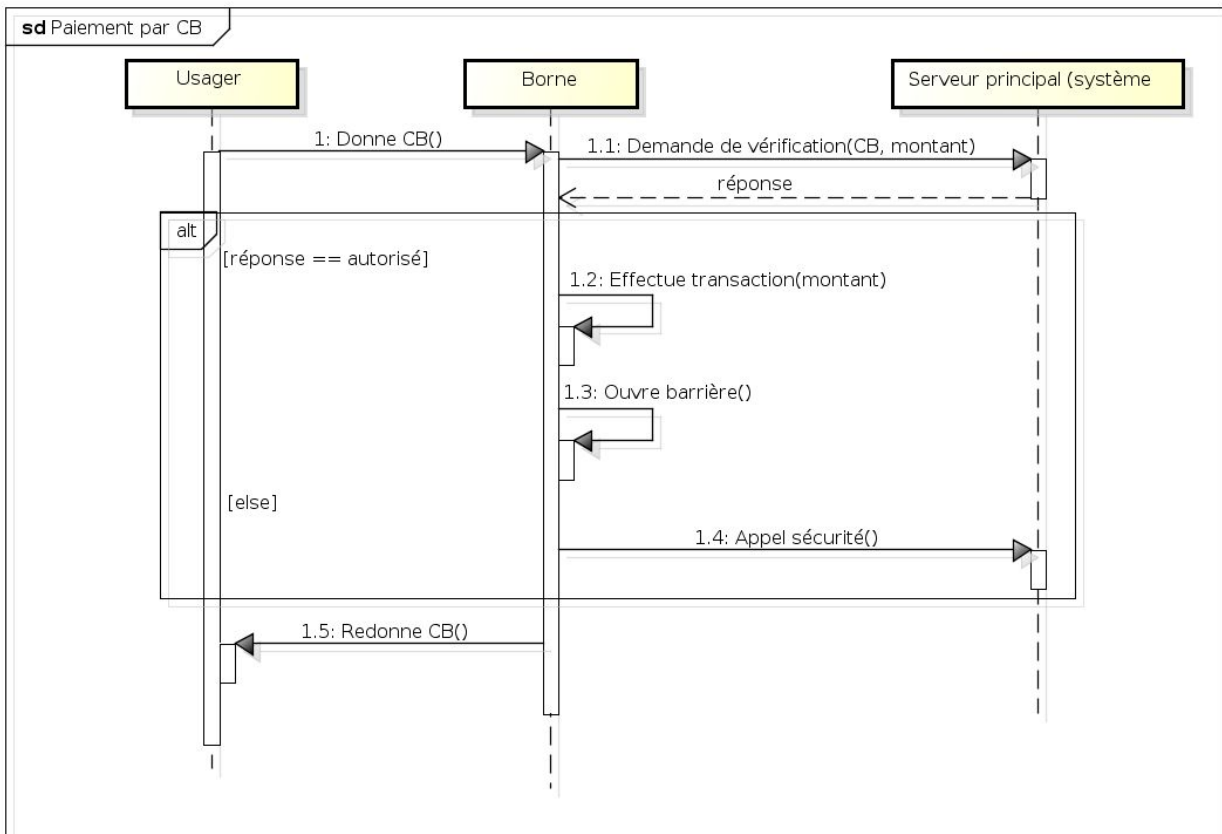 sd Paiement par CB
Usager
Borne
Serveur principal (système
1: Donne CB()
1.1: Demande de vérification(CB, montant)
réponse
alt
[réponse == autorisé]
1.2: Effectue transaction(montant)
1.3: Ouvre barrière()
[else]
1.4: Appel sécurité()
1.5: Redonne CB()